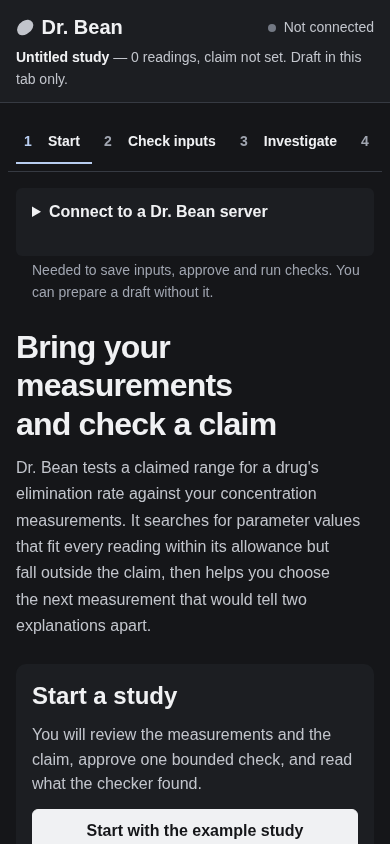 Dr. Bean
Not connected
Untitled study — 0 readings, claim not set. Draft in this
tab only.
1 Start 2 Check inputs 3 Investigate 4
Connect to a Dr. Bean server
Needed to save inputs, approve and run checks. You
can prepare a draft without it.
Bring your
measurements
and check a claim
Dr. Bean tests a claimed range for a drug's
elimination rate against your concentration
measurements. It searches for parameter values
that fit every reading within its allowance but
fall outside the claim, then helps you choose
the next measurement that would tell two
explanations apart.
Start a study
You will review the measurements and the
claim, approve one bounded check, and read
what the checker found.
Start with the example study